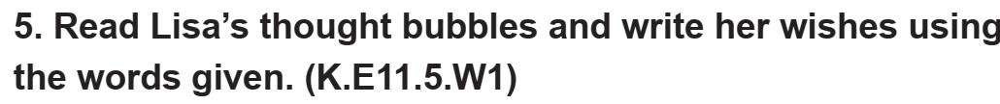 5. Read Lisa’s thought bubbles and write her wishes using
the words given. (K.E11.5.W1)